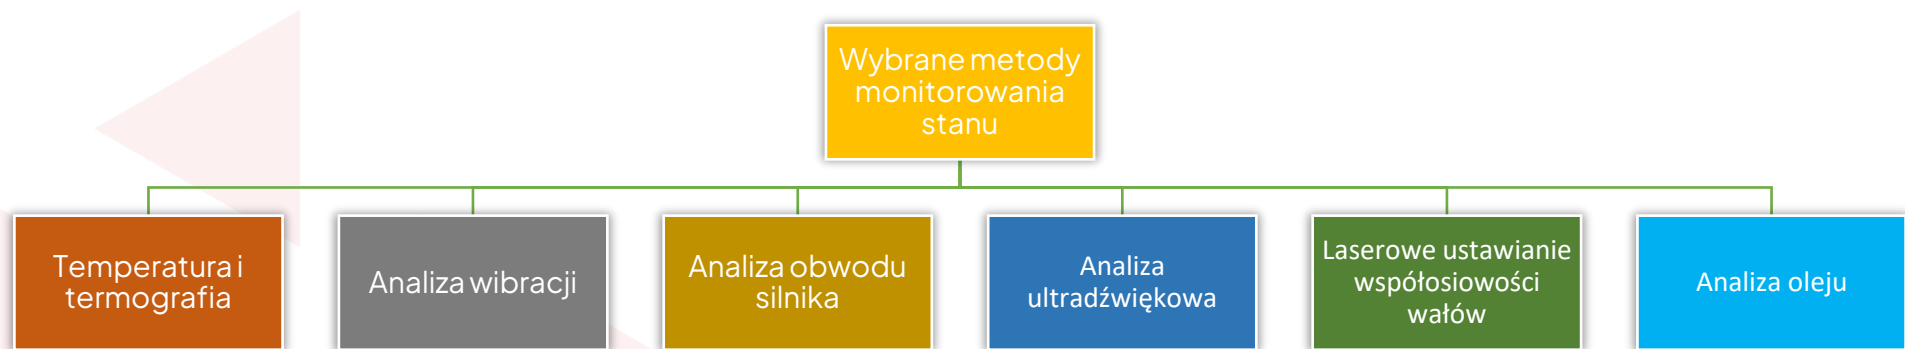 Wybrane metody
monitorowania
stanu
Temperatura i
termografia
Analiza wibracji
Analiza obwodu
silnika
Analiza
ultradźwiękowa
Laserowe ustawianie
współosiowości
wałów
Analiza oleju